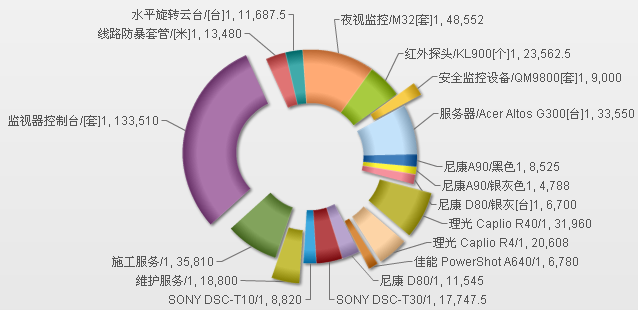 水平旋转云台/[台]1, 11,687.5
夜视监控/M32[套]1, 48,552
线路防暴套管/[米]1, 13,480
红外探头/KL900[个]1, 23,562.5
安全监控设备/QM9800[套]1, 9,000
服务器/Acer Altos G300[台]1, 33,550
监视器控制台/[套]1, 133,510
尼康A90/黑色1, 8,525
尼康A90/银灰色1, 4,788
尼康 D80/银灰[台]1, 6,700
理光 Caplio R40/1, 31,960
理光 Caplio R4/1, 20,608
施工服务/1, 35,810
佳能 PowerShot A640/1, 6,780
维护服务/1, 18,800
尼康 D80/1, 11,545
SONY DSC-T10/1, 8,820
SONY DSC-T30/1, 17,747.5